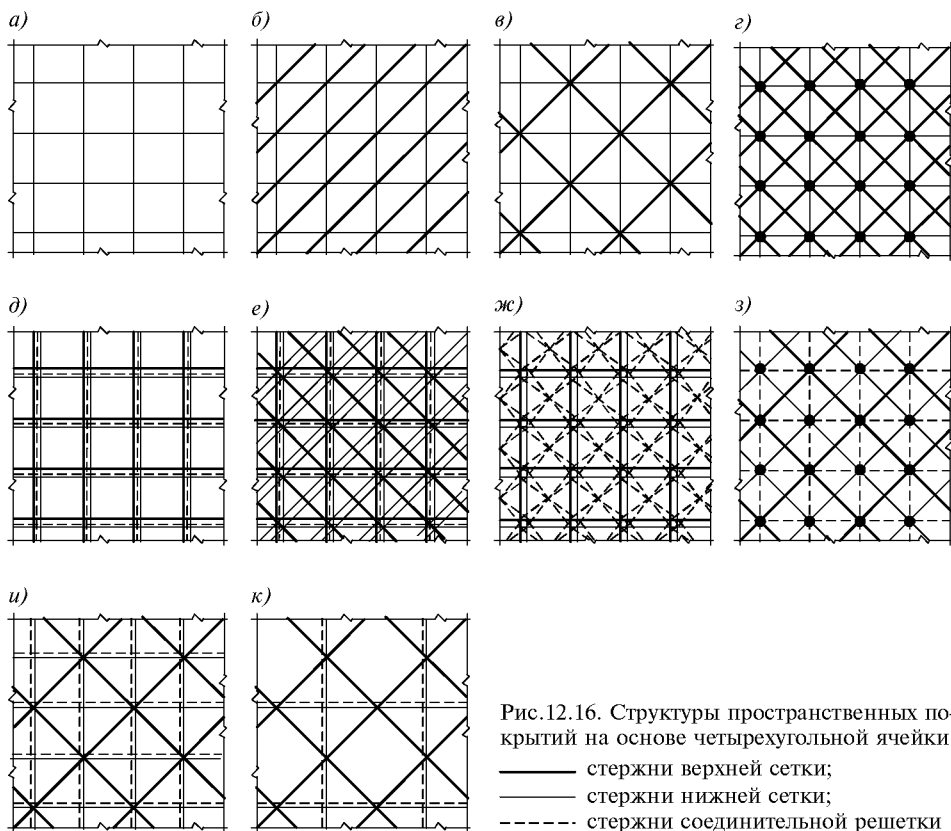 а)
б)
в)
г)
д)
е)
ж)
з)
и)
к)
Рис.12.16. Структуры пространственных по-
крытий на основе четырехугольной ячейки
стержни верхней сетки;
стержни нижней сетки;
стержни соединительной решетки